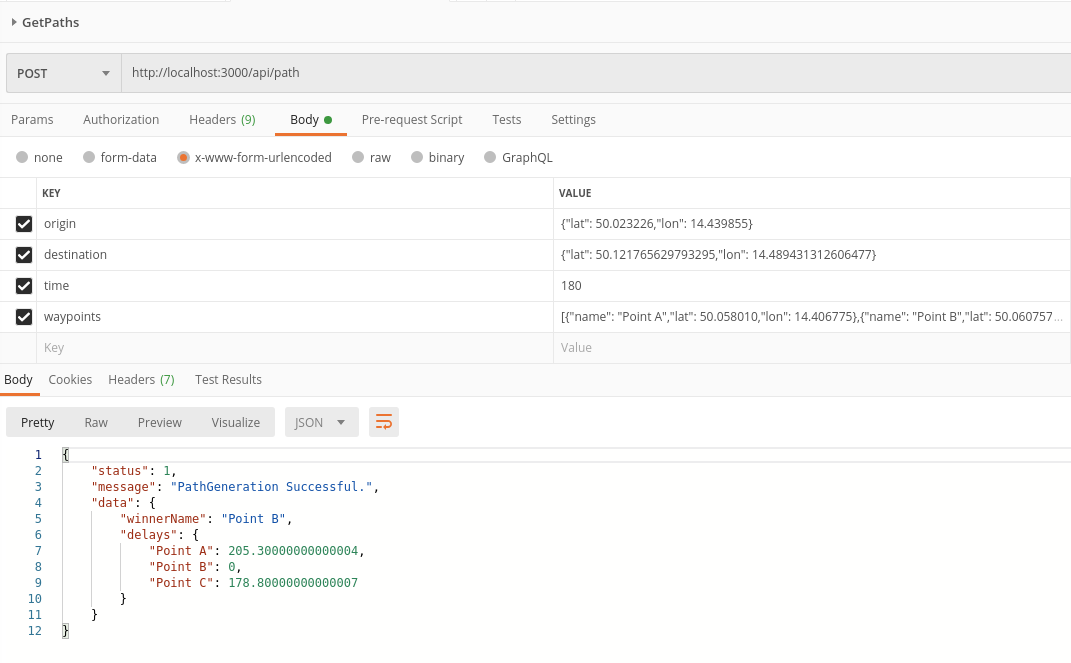 GetPaths
POST http://localhost:3000/api/path
Params Authorization Headers (9) Body Pre-request Script Tests Settings
none form-data x-www-form-urlencoded raw binary GraphQL
KEY VALUE
origin {"lat": 50.023226,"lon": 14.439855}
destination {"lat": 50.121765629793295,"lon": 14.489431312606477}
time 180
waypoints [{"name": "Point A","lat": 50.058010,"lon": 14.406775},{"name": "Point B","lat": 50.060757...
Key Value
Body Cookies Headers (7) Test Results
Pretty Raw Preview Visualize JSON
1 {
2 "status": 1,
3 "message": "PathGeneration Successful.",
4 "data": {
5 "winnerName": "Point B",
6 "delays": {
7 "Point A": 205.30000000000004,
8 "Point B": 0,
9 "Point C": 178.80000000000007
10 }
11 }
12 }